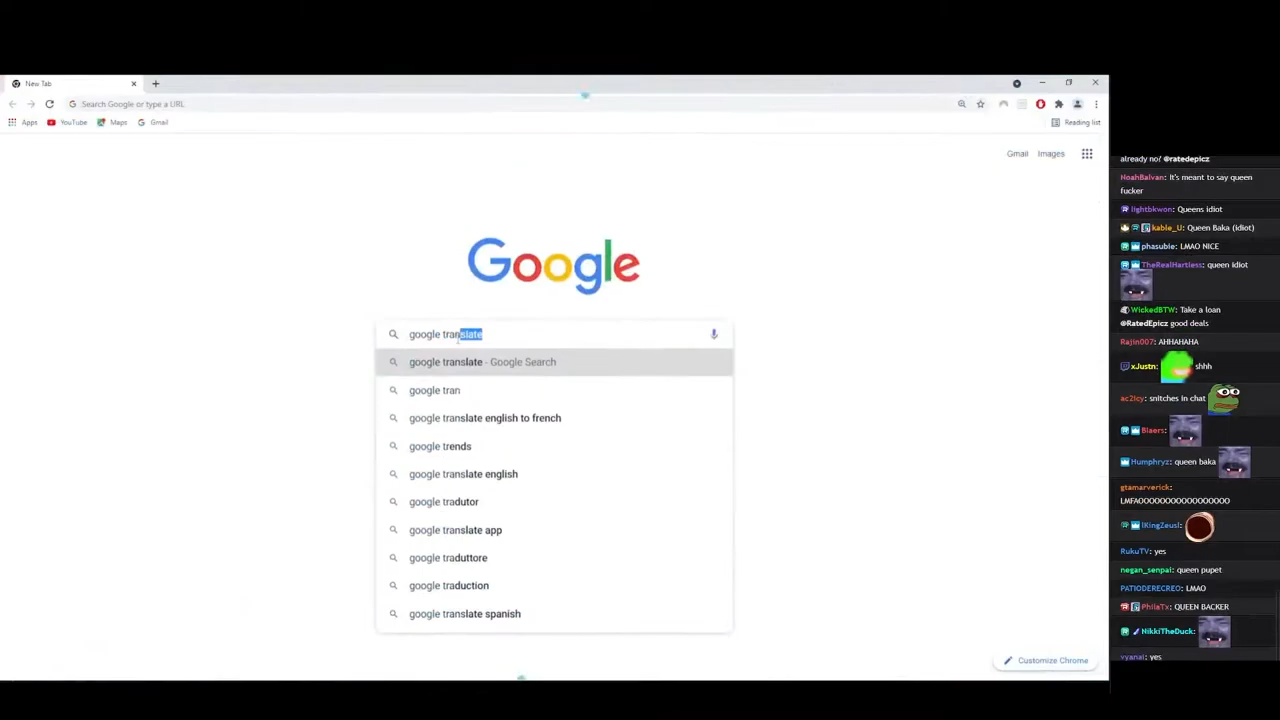 New Tab
Search Google or type a URL
Apps
YouTube
Maps
Gmail
Reading list
Gmail
Images
Google
google translate
google translate - Google Search
google tran
google translate english to french
google trends
google translate english
google tradutor
google translate app
google traduttore
google traduction
google translate spanish
Customize Chrome
already no? @ratedepicz
NoahBalvan: It's meant to say queen
fucker
lightbkwon: Queens idiot
kable_U: Queen Baka (idiot)
phasuble: LMAO NICE
TheRealHartless: queen idiot
WickedBTW: Take a loan
@RatedEpicz good deals
Rajin007: AHHAHAHA
xJustn: shhh
ac2icy: snitches in chat
Blaers:
Humphryz: queen baka
gtamarverick:
LMFAOOOOOOOOOOOOOOOOO
IKingZeusI:
RukuTV: yes
negan_senpai: queen pupet
PATIODERECREO: LMAO
PhilaTx: QUEEN BACKER
NikkiTheDuck:
vyanai: yes